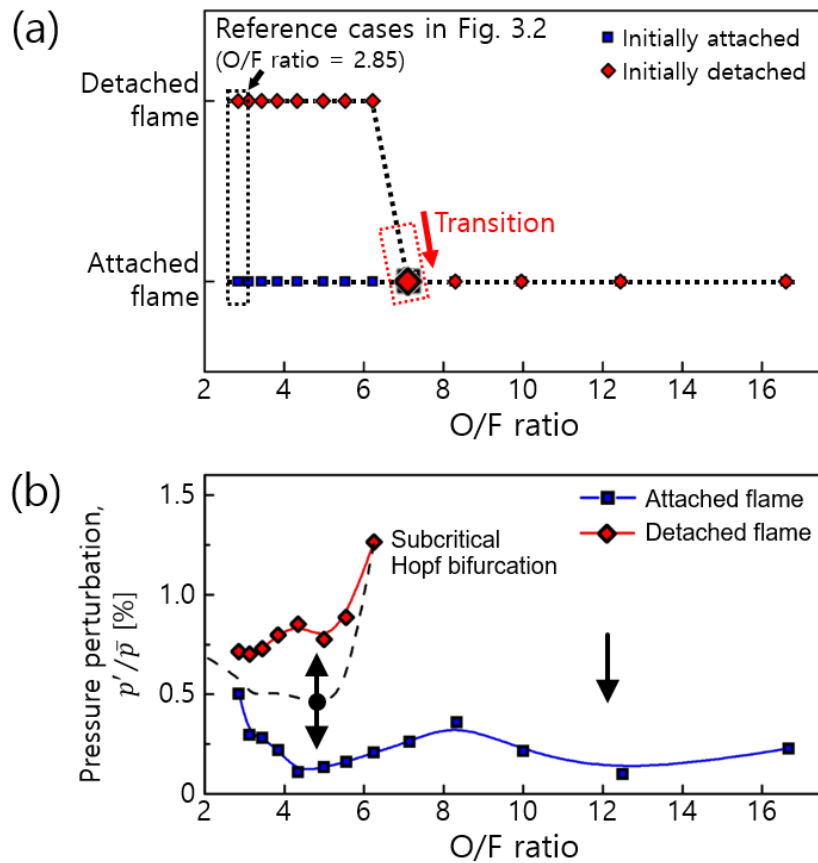 (a)
Reference cases in Fig. 3.2
(O/F ratio = 2.85)
Initially attached
Initially detached
Detached
flame
Transition
Attached
flame
2 4 6 8 10 12 14 16
O/F ratio
(b)
Pressure perturbation,
p′/p̄ [%]
1.5
1.0
0.5
0
Attached flame
Detached flame
Subcritical
Hopf bifurcation
2 4 6 8 10 12 14 16
O/F ratio